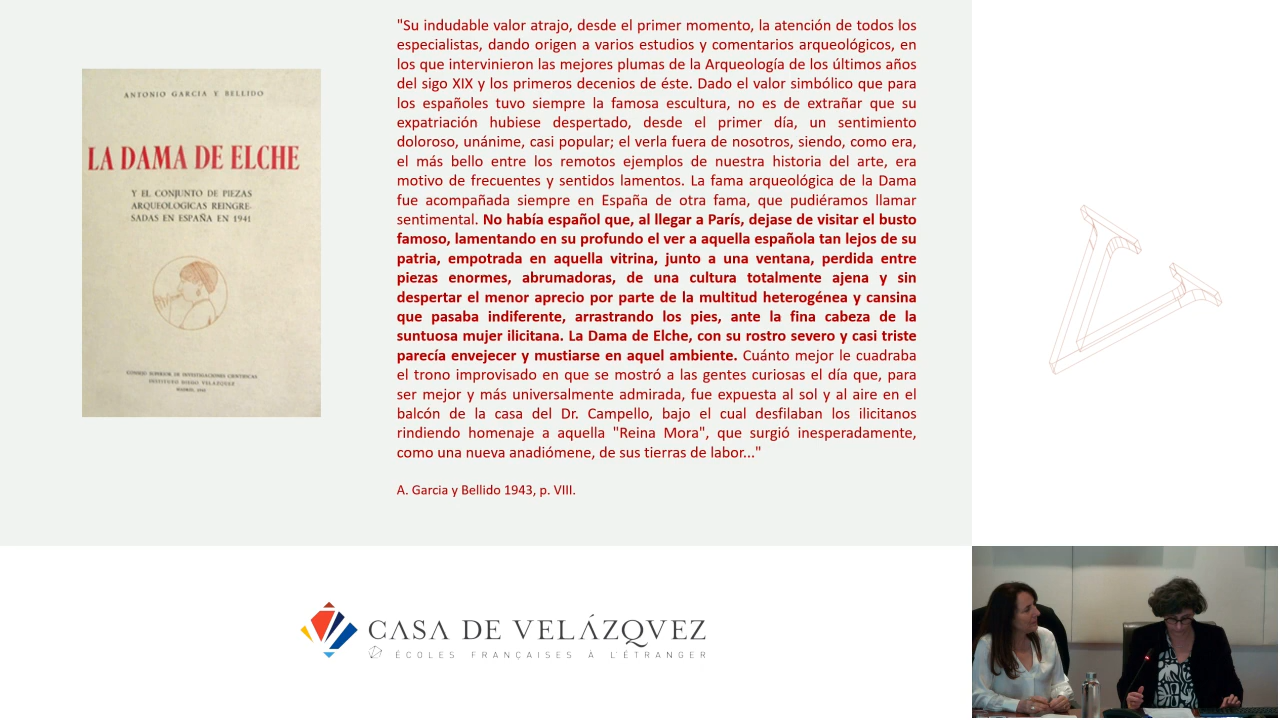 ANTONIO GARCIA Y BELLIDO
LA DAMA DE ELCHE
Y EL CONJUNTO DE PIEZAS
ARQUEOLOGICAS REINGRE-
SADAS EN ESPAÑA EN 1941
CONSEJO SUPERIOR DE INVESTIGACIONES CIENTIFICAS
INSTITUTO DIEGO VELAZQUEZ
"Su indudable valor atrajo, desde el primer momento, la atención de todos los
especialistas, dando origen a varios estudios y comentarios arqueológicos, en
los que intervinieron las mejores plumas de la Arqueología de los últimos años
del sigo XIX y los primeros decenios de éste. Dado el valor simbólico que para
los españoles tuvo siempre la famosa escultura, no es de extrañar que su
expatriación hubiese despertado, desde el primer día, un sentimiento
doloroso, unánime, casi popular; el verla fuera de nosotros, siendo, como era,
el más bello entre los remotos ejemplos de nuestra historia del arte, era
motivo de frecuentes y sentidos lamentos. La fama arqueológica de la Dama
fue acompañada siempre en España de otra fama, que pudiéramos llamar
sentimental. No había español que, al llegar a París, dejase de visitar el busto
famoso, lamentando en su profundo el ver a aquella española tan lejos de su
patria, empotrada en aquella vitrina, junto a una ventana, perdida entre
piezas enormes, abrumadoras, de una cultura totalmente ajena y sin
despertar el menor aprecio por parte de la multitud heterogénea y cansina
que pasaba indiferente, arrastrando los pies, ante la fina cabeza de la
suntuosa mujer ilicitana. La Dama de Elche, con su rostro severo y casi triste
parecía envejecer y mustiarse en aquel ambiente. Cuánto mejor le cuadraba
el trono improvisado en que se mostró a las gentes curiosas el día que, para
ser mejor y más universalmente admirada, fue expuesta al sol y al aire en el
balcón de la casa del Dr. Campello, bajo el cual desfilaban los ilicitanos
rindiendo homenaje a aquella "Reina Mora", que surgió inesperadamente,
como una nueva anadiómene, de sus tierras de labor..."
A. Garcia y Bellido 1943, p. VIII.
CASA DE VELÁZQVEZ
ÉCOLES FRANÇAISES À L'ÉTRANGER